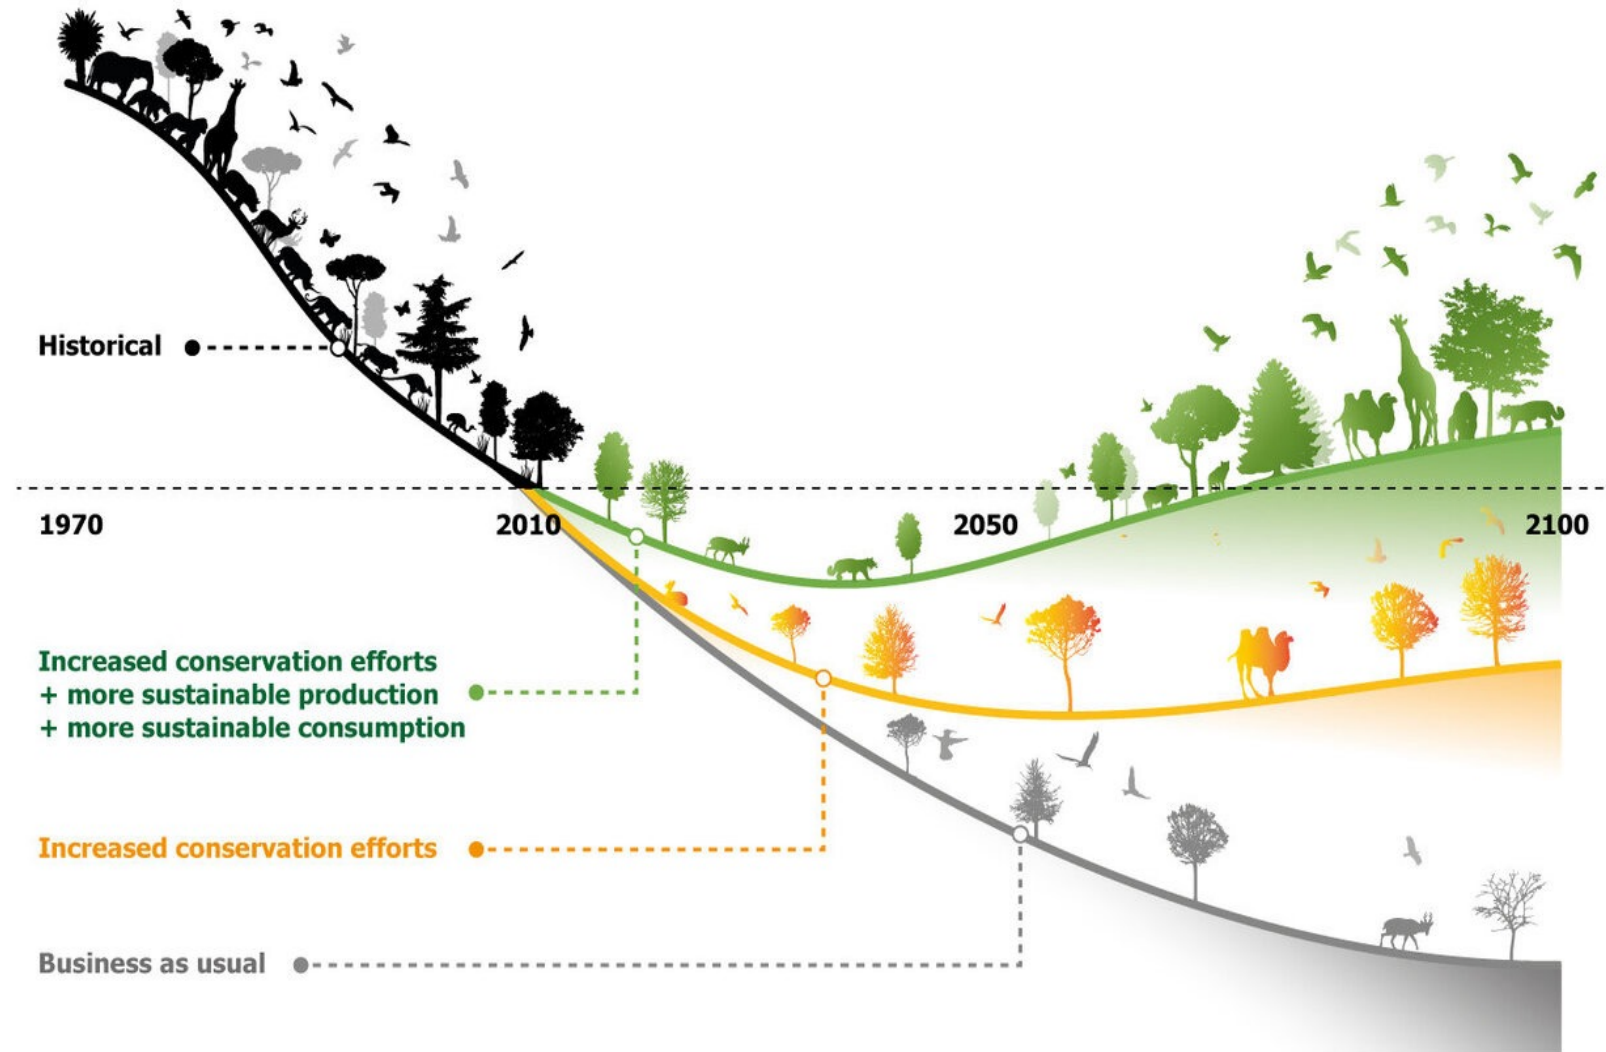 Historical
1970 2010 2050 2100
Increased conservation efforts
+ more sustainable production
+ more sustainable consumption
Increased conservation efforts
Business as usual